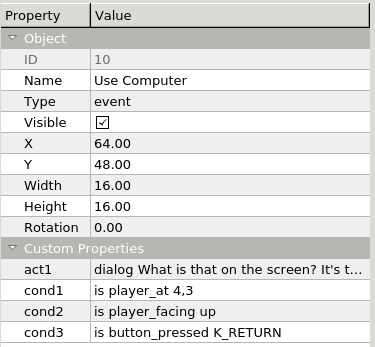 Property Value
Object
ID 10
Name Use Computer
Type event
Visible
X 64.00
Y 48.00
Width 16.00
Height 16.00
Rotation 0.00
Custom Properties
act1 dialog What is that on the screen? It's t...
cond1 is player_at 4,3
cond2 is player_facing up
cond3 is button_pressed K_RETURN